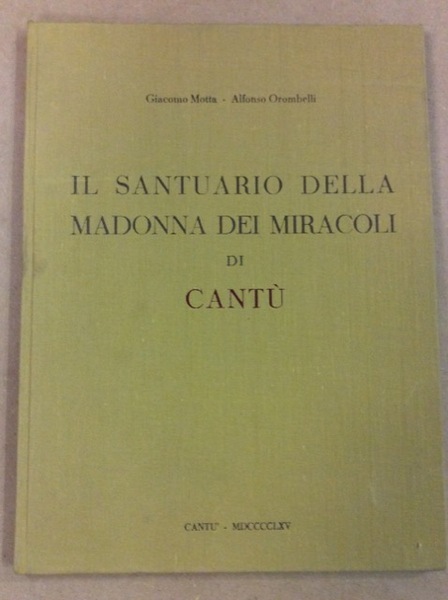 Giacomo Motta - Alfonso Orombelli
IL SANTUARIO DELLA
MADONNA DEI MIRACOLI
DI
CANTÙ
CANTU' - MDCCCCLXV